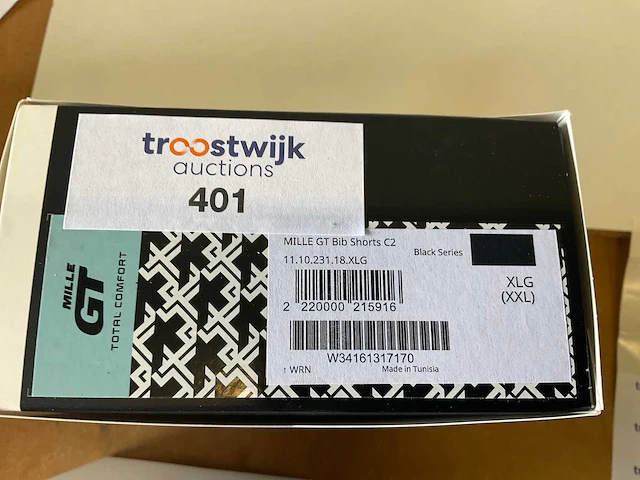 troostwijk
auctions
401
MILLE
GT
TOTAL COMFORT
MILLE GT Bib Shorts C2
Black Series
11.10.231.18.XLG
XLG
(XXL)
2 220000 215916
W34161317170
↑ WRN
Made in Tunisia